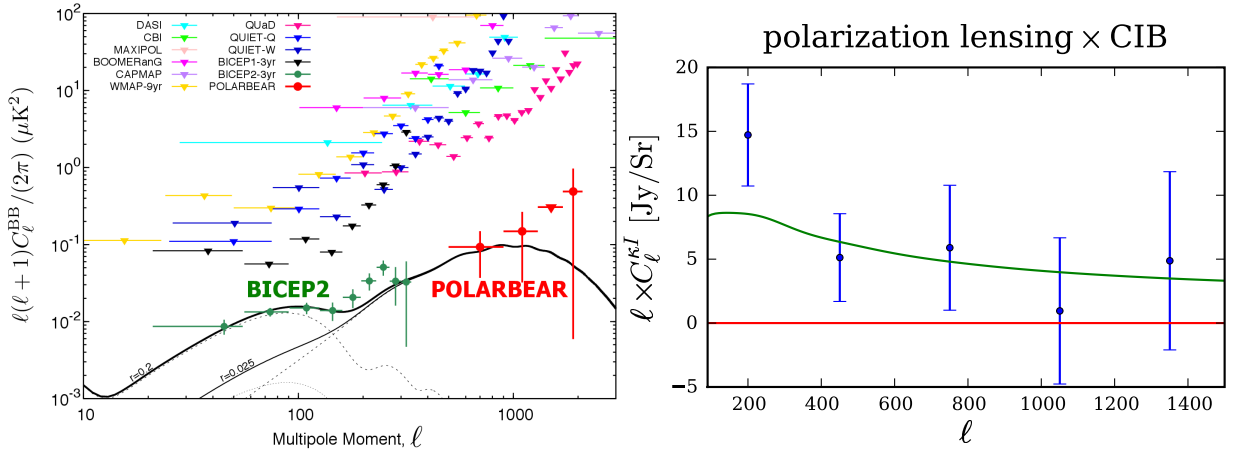 DASI
CBI
MAXIPOL
BOOMERanG
CAPMAP
WMAP-9yr
QUaD
QUIET-Q
QUIET-W
BICEP1-3yr
BICEP2-3yr
POLARBEAR
10²
10¹
10⁰
10⁻¹
10⁻²
10⁻³
ℓ(ℓ + 1)C_ℓ^BB/(2π) (μK²)
BICEP2
POLARBEAR
r=0.2
r=0.025
10
100
1000
Multipole Moment, ℓ
polarization lensing × CIB
20
15
10
5
0
−5
ℓ×C_ℓ^κI [Jy/Sr]
200 400 600 800 1000 1200 1400
ℓ